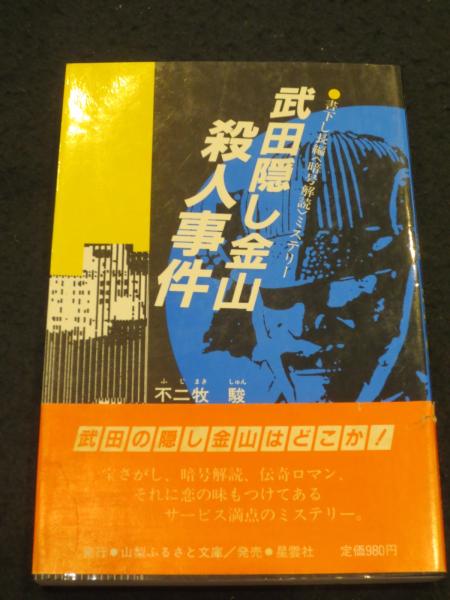 ●書下し長編〈暗号解読〉ミステリー
武田隠し金山
殺人事件
ふじ まき しゅん
不二牧 駿
武田の隠し金山はどこか!
宝さがし、暗号解読、伝奇ロマン、
それに恋の味もつけてある
サービス満点のミステリー。
発行●山梨ふるさと文庫/発売●星雲社 定価980円